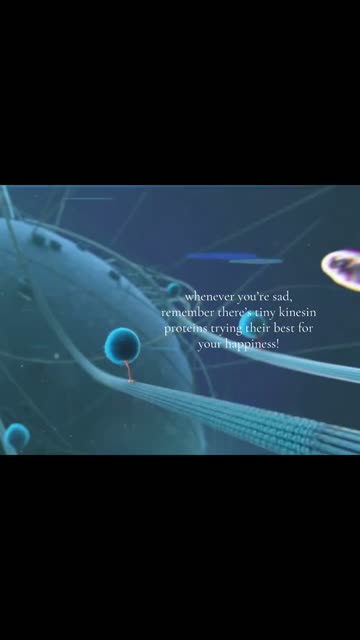 whenever you're sad,
remember there's tiny kinesin
proteins trying their best for
your happiness!